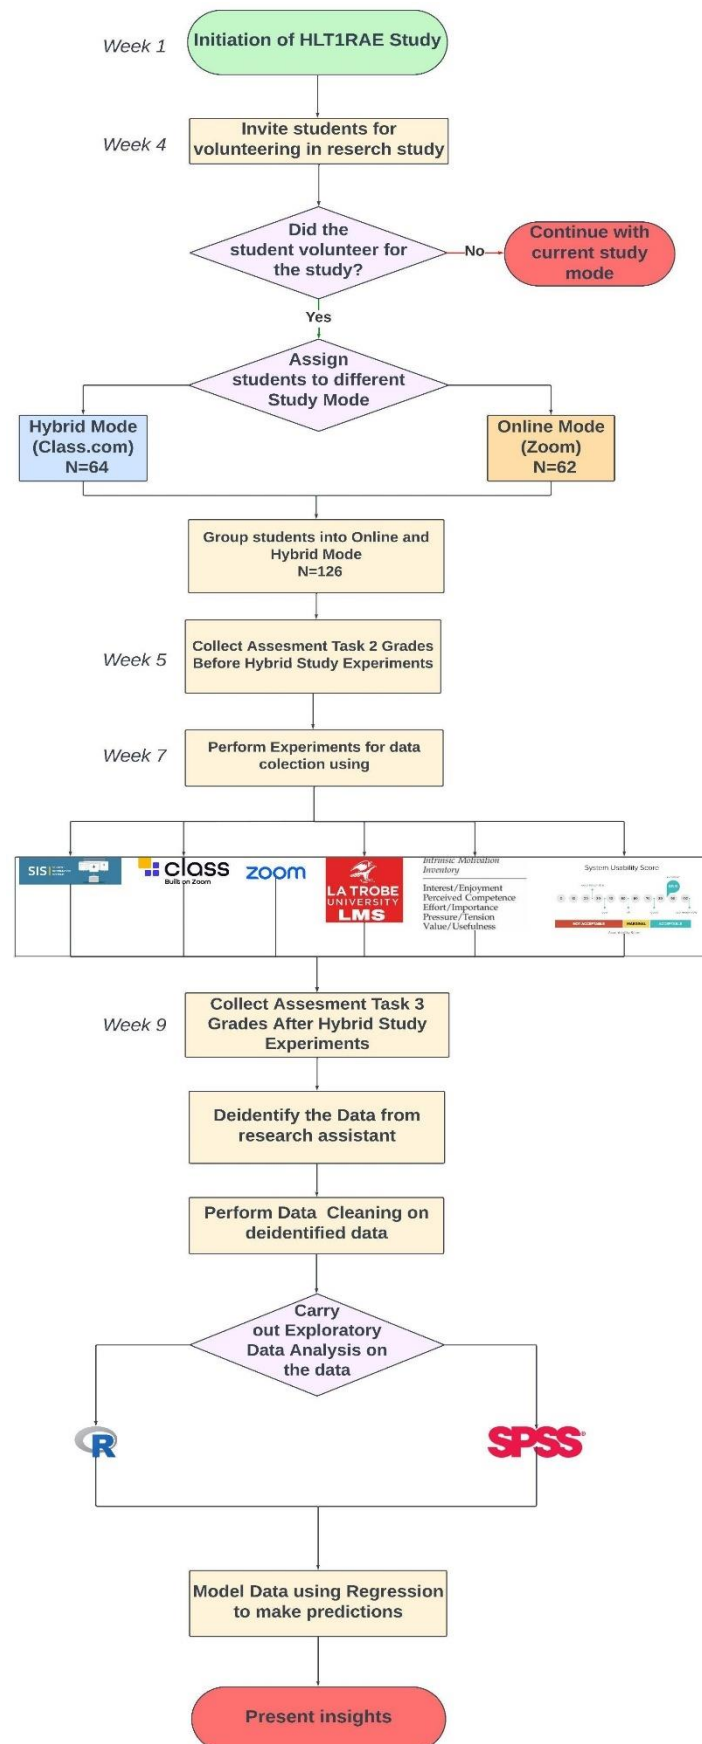 Week 1
Initiation of HLT1RAE Study
Week 4
Invite students for
volunteering in reserch study
Did the
student volunteer for
the study?
No
Continue with
current study
mode
Yes
Assign
students to different
Study Mode
Hybrid Mode
(Class.com)
N=64
Online Mode
(Zoom)
N=62
Group students into Online and
Hybrid Mode
N=126
Week 5
Collect Assesment Task 2 Grades
Before Hybrid Study Experiments
Week 7
Perform Experiments for data
colection using
SIS
class
Built on Zoom
zoom
LA TROBE
UNIVERSITY
LMS
Intrinsic Motivation
Inventory
Interest/Enjoyment
Perceived Competence
Effort/Importance
Pressure/Tension
Value/Usefulness
System Usability Score
NOT ACCEPTABLE
MARGINAL
ACCEPTABLE
Week 9
Collect Assesment Task 3
Grades After Hybrid Study
Experiments
Deidentify the Data from
research assistant
Perform Data Cleaning on
deidentified data
Carry
out Exploratory
Data Analysis on
the data
R
SPSS®
Model Data using Regression
to make predictions
Present insights